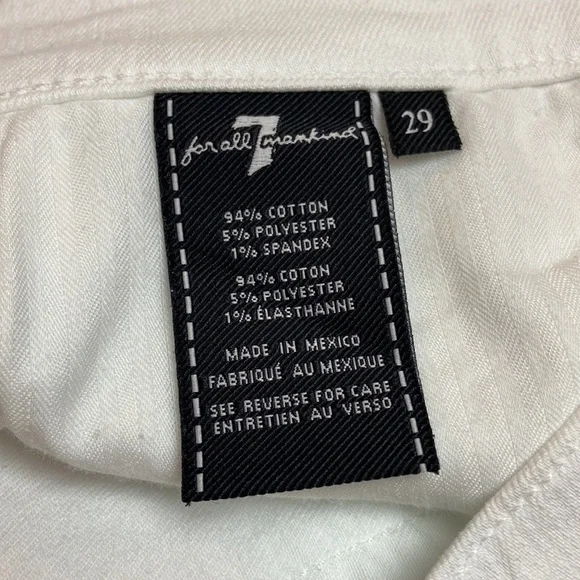 for all 7 mankind
29
94% COTTON
5% POLYESTER
1% SPANDEX
94% COTON
5% POLYESTER
1% ÉLASTHANNE
MADE IN MEXICO
FABRIQUÉ AU MEXIQUE
SEE REVERSE FOR CARE
ENTRETIEN AU VERSO